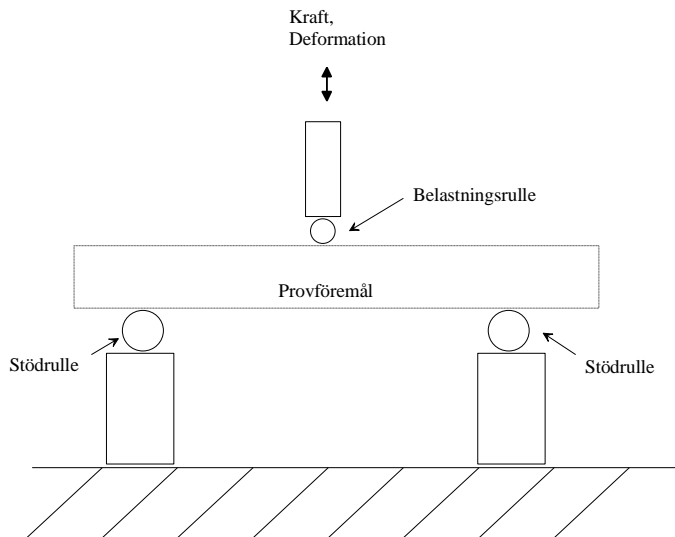 Kraft,
Deformation
Belastningsrulle
Provföremål
Stödrulle
Stödrulle